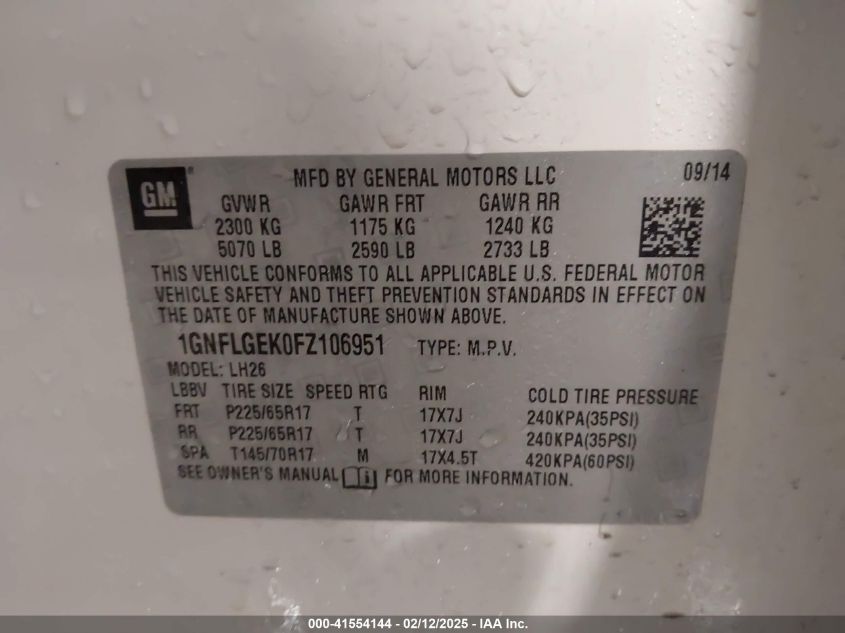 GM
MFD BY GENERAL MOTORS LLC 09/14
GVWR GAWR FRT GAWR RR
2300 KG 1175 KG 1240 KG
5070 LB 2590 LB 2733 LB
THIS VEHICLE CONFORMS TO ALL APPLICABLE U.S. FEDERAL MOTOR
VEHICLE SAFETY AND THEFT PREVENTION STANDARDS IN EFFECT ON
THE DATE OF MANUFACTURE SHOWN ABOVE.
1GNFLGEK0FZ106951 TYPE: M.P.V.
MODEL: LH26
LBBV TIRE SIZE SPEED RTG RIM COLD TIRE PRESSURE
FRT P225/65R17 T 17X7J 240KPA(35PSI)
RR P225/65R17 T 17X7J 240KPA(35PSI)
SPA T145/70R17 M 17X4.5T 420KPA(60PSI)
SEE OWNER'S MANUAL FOR MORE INFORMATION.
000-41554144 - 02/12/2025 - IAA Inc.